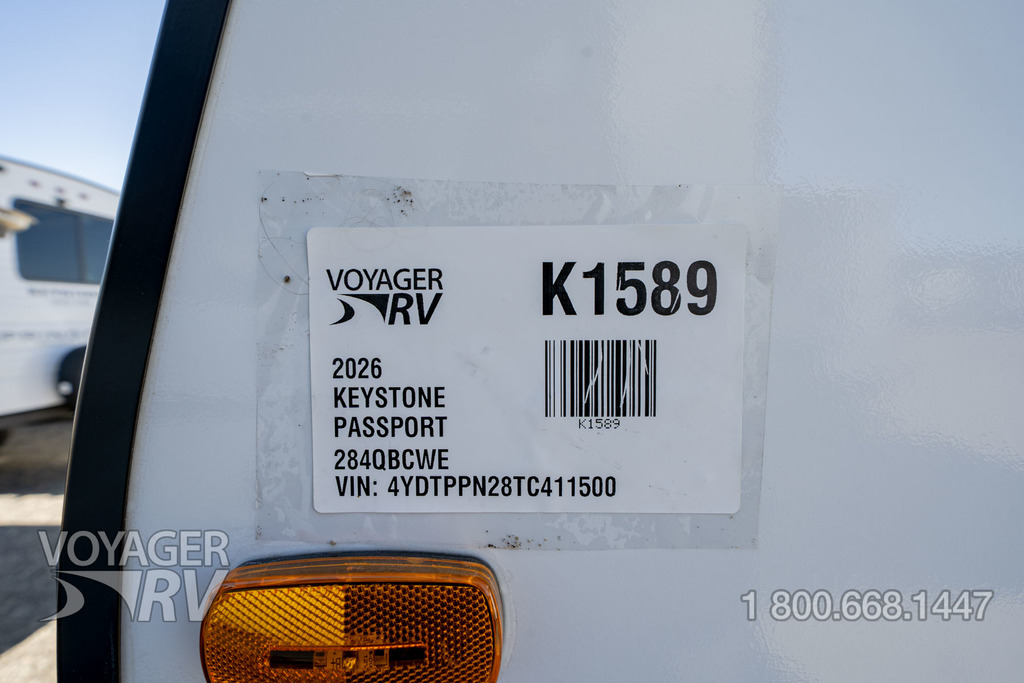 VOYAGER
RV
K1589
2026
KEYSTONE
PASSPORT
284QBCWE
VIN: 4YDTPPN28TC411500
K1589
VOYAGER
RV
1 800.668.1447